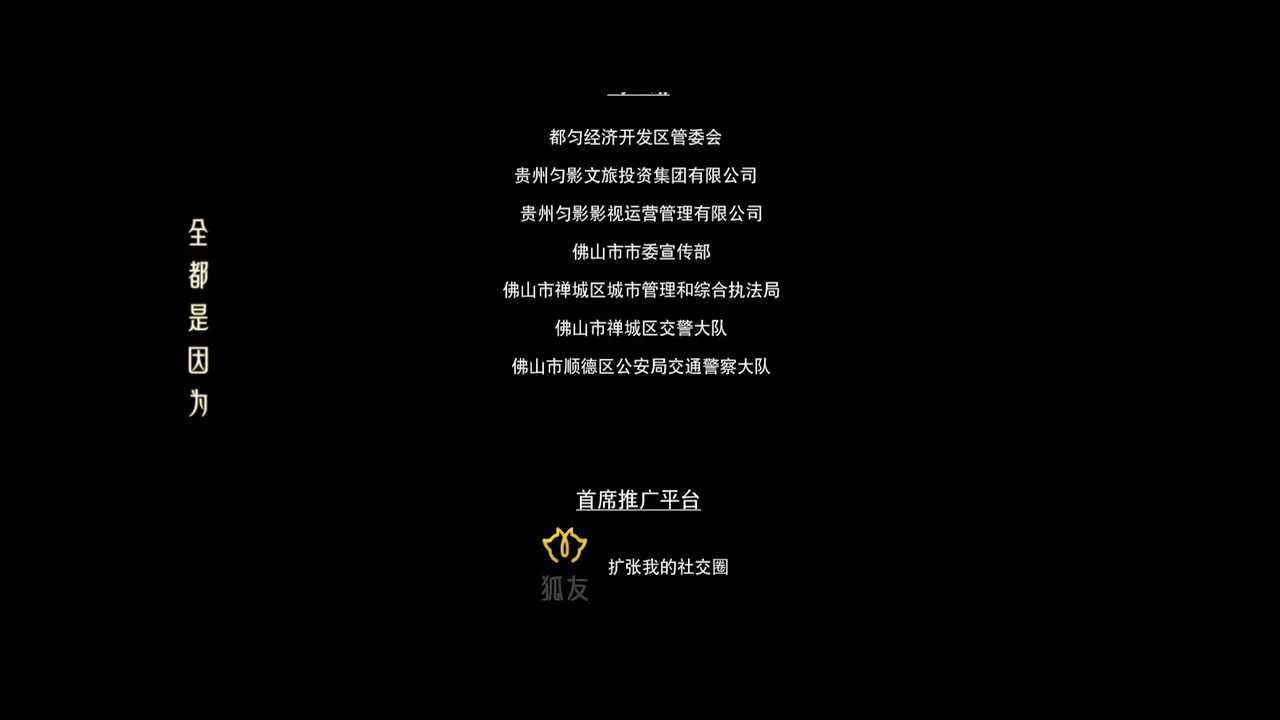 都匀经济开发区管委会
贵州匀影文旅投资集团有限公司
贵州匀影影视运营管理有限公司
佛山市市委宣传部
佛山市禅城区城市管理和综合执法局
佛山市禅城区交警大队
佛山市顺德区公安局交通警察大队
全都是因为
首席推广平台
狐友
扩张我的社交圈